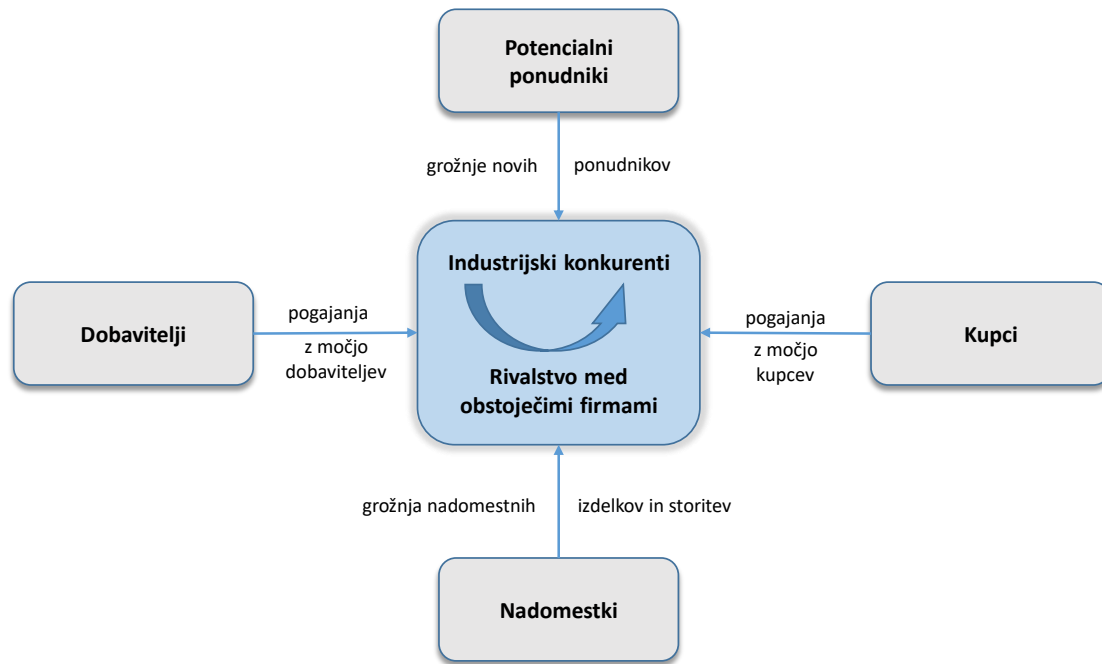 Potencialni
ponudniki
grožnje novih
ponudnikov
Industrijski konkurenti
Dobavitelji
pogajanja
z močjo
dobaviteljev
pogajanja
z močjo
kupcev
Kupci
Rivalstvo med
obstoječimi firmami
grožnja nadomestnih
izdelkov in storitev
Nadomestki